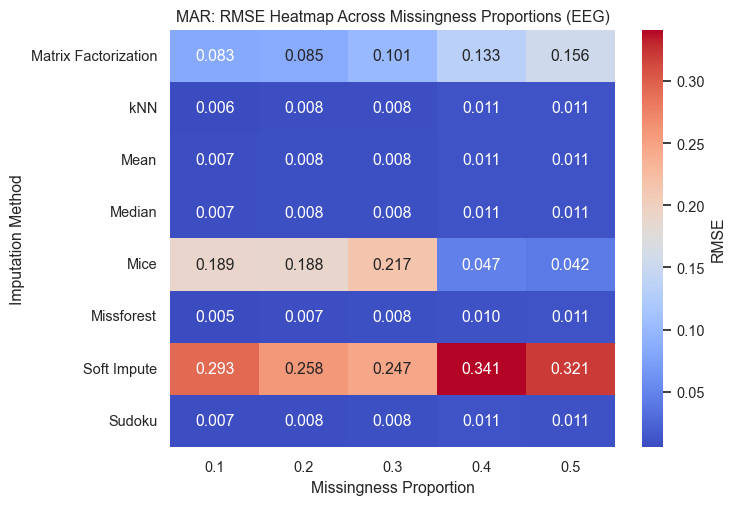 MAR: RMSE Heatmap Across Missingness Proportions (EEG)
Imputation Method
Matrix Factorization 0.083 0.085 0.101 0.133 0.156
kNN 0.006 0.008 0.008 0.011 0.011
Mean 0.007 0.008 0.008 0.011 0.011
Median 0.007 0.008 0.008 0.011 0.011
Mice 0.189 0.188 0.217 0.047 0.042
Missforest 0.005 0.007 0.008 0.010 0.011
Soft Impute 0.293 0.258 0.247 0.341 0.321
Sudoku 0.007 0.008 0.008 0.011 0.011
0.1 0.2 0.3 0.4 0.5
Missingness Proportion
0.30
0.25
0.20
0.15
0.10
0.05
RMSE